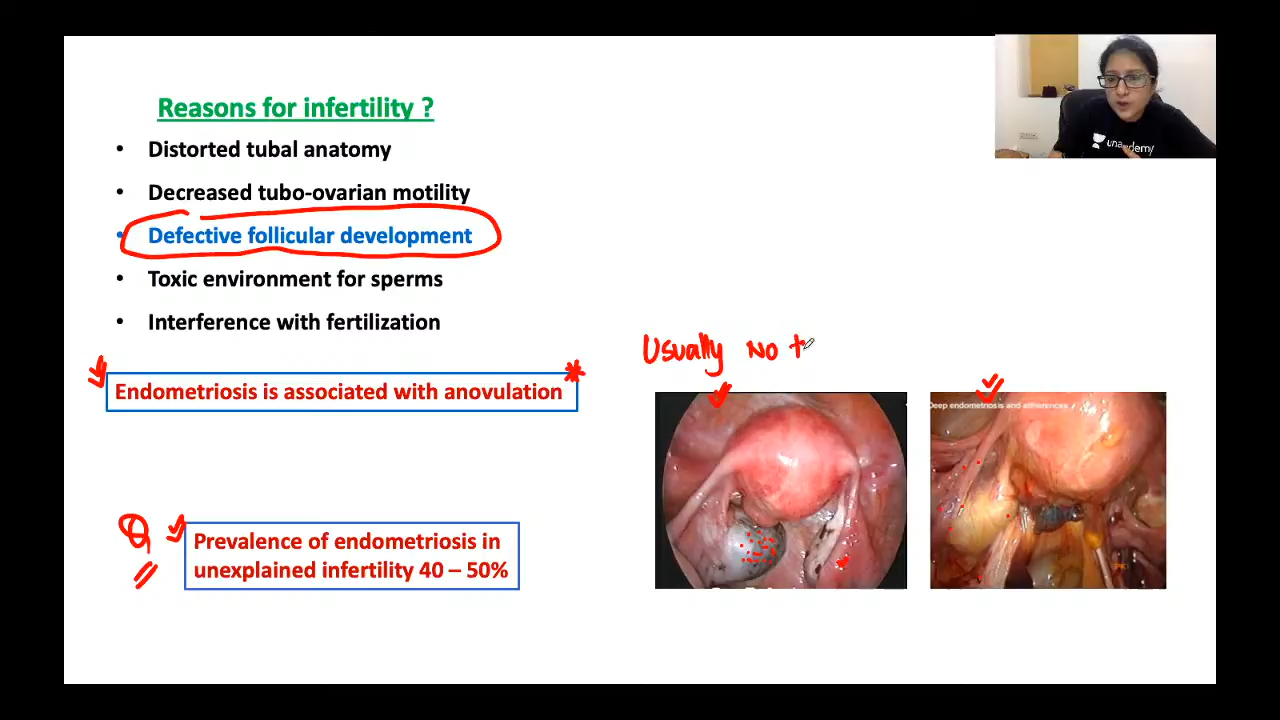 Reasons for infertility ?
• Distorted tubal anatomy
• Decreased tubo-ovarian motility
• Defective follicular development
• Toxic environment for sperms
• Interference with fertilization
Endometriosis is associated with anovulation
Q
Prevalence of endometriosis in
unexplained infertility 40 – 50%
Usually No t
Deep endometriosis and adherences
unacademy